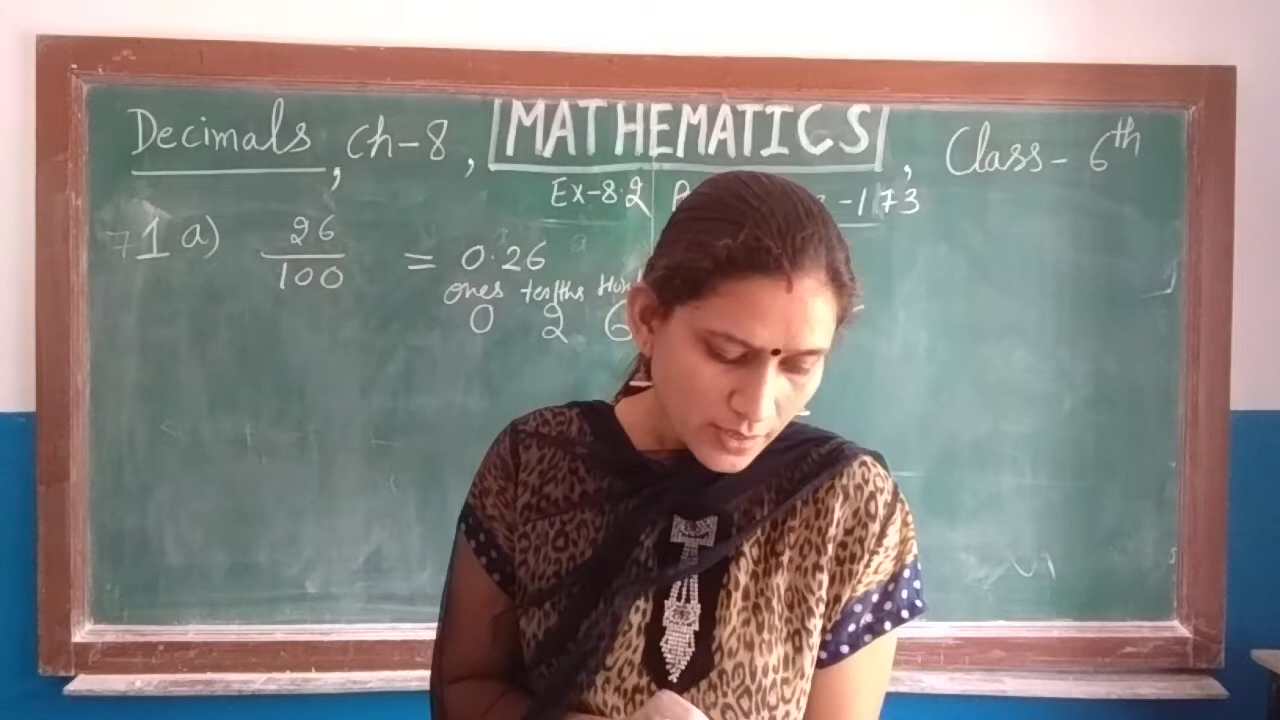 Decimals, Ch-8, MATHEMATICS, Class- 6th
Ex-8.2 -173
1 a) 26/100 = 0.26
ones tenths
0 2 6